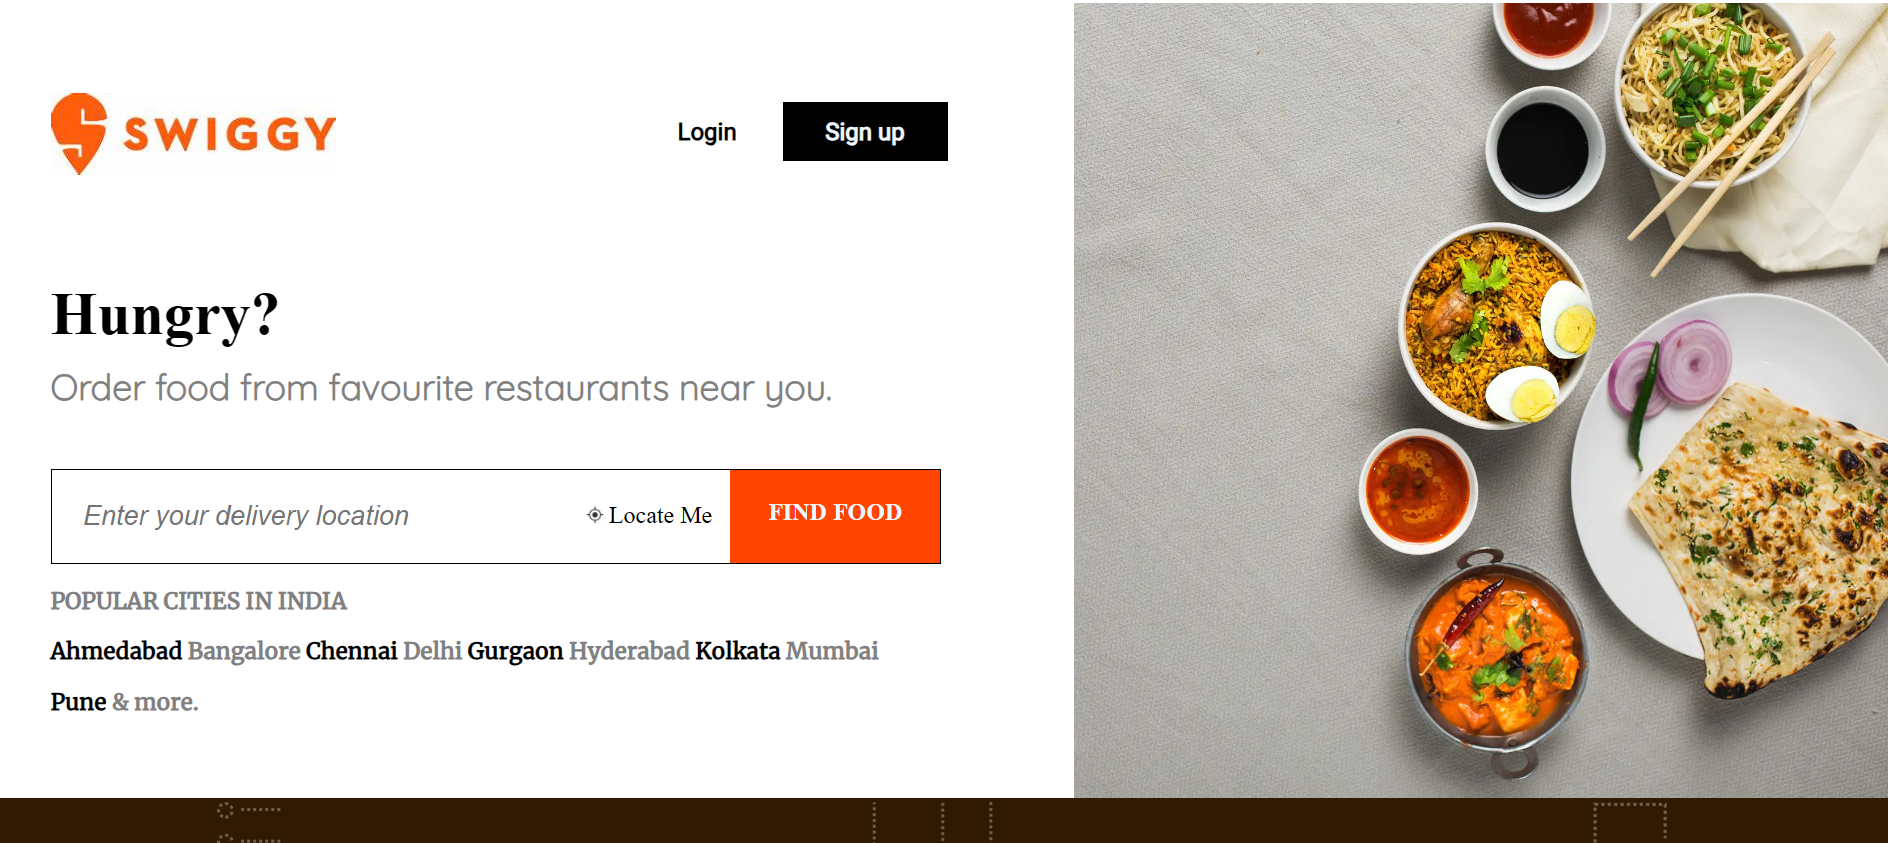 SWIGGY
Login
Sign up
Hungry?
Order food from favourite restaurants near you.
Enter your delivery location
Locate Me
FIND FOOD
POPULAR CITIES IN INDIA
Ahmedabad Bangalore Chennai Delhi Gurgaon Hyderabad Kolkata Mumbai
Pune & more.